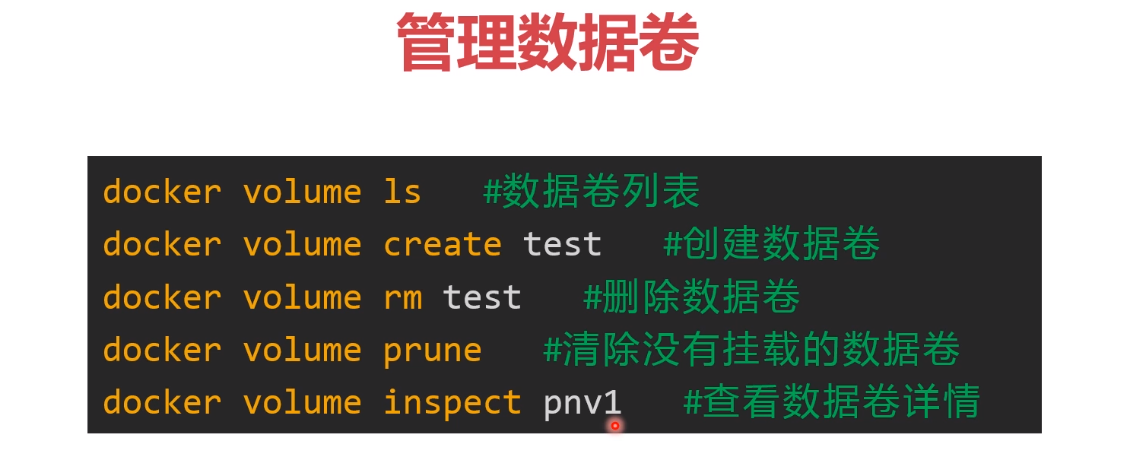 管理数据卷
docker volume ls #数据卷列表
docker volume create test #创建数据卷
docker volume rm test #删除数据卷
docker volume prune #清除没有挂载的数据卷
docker volume inspect pnv1 #查看数据卷详情